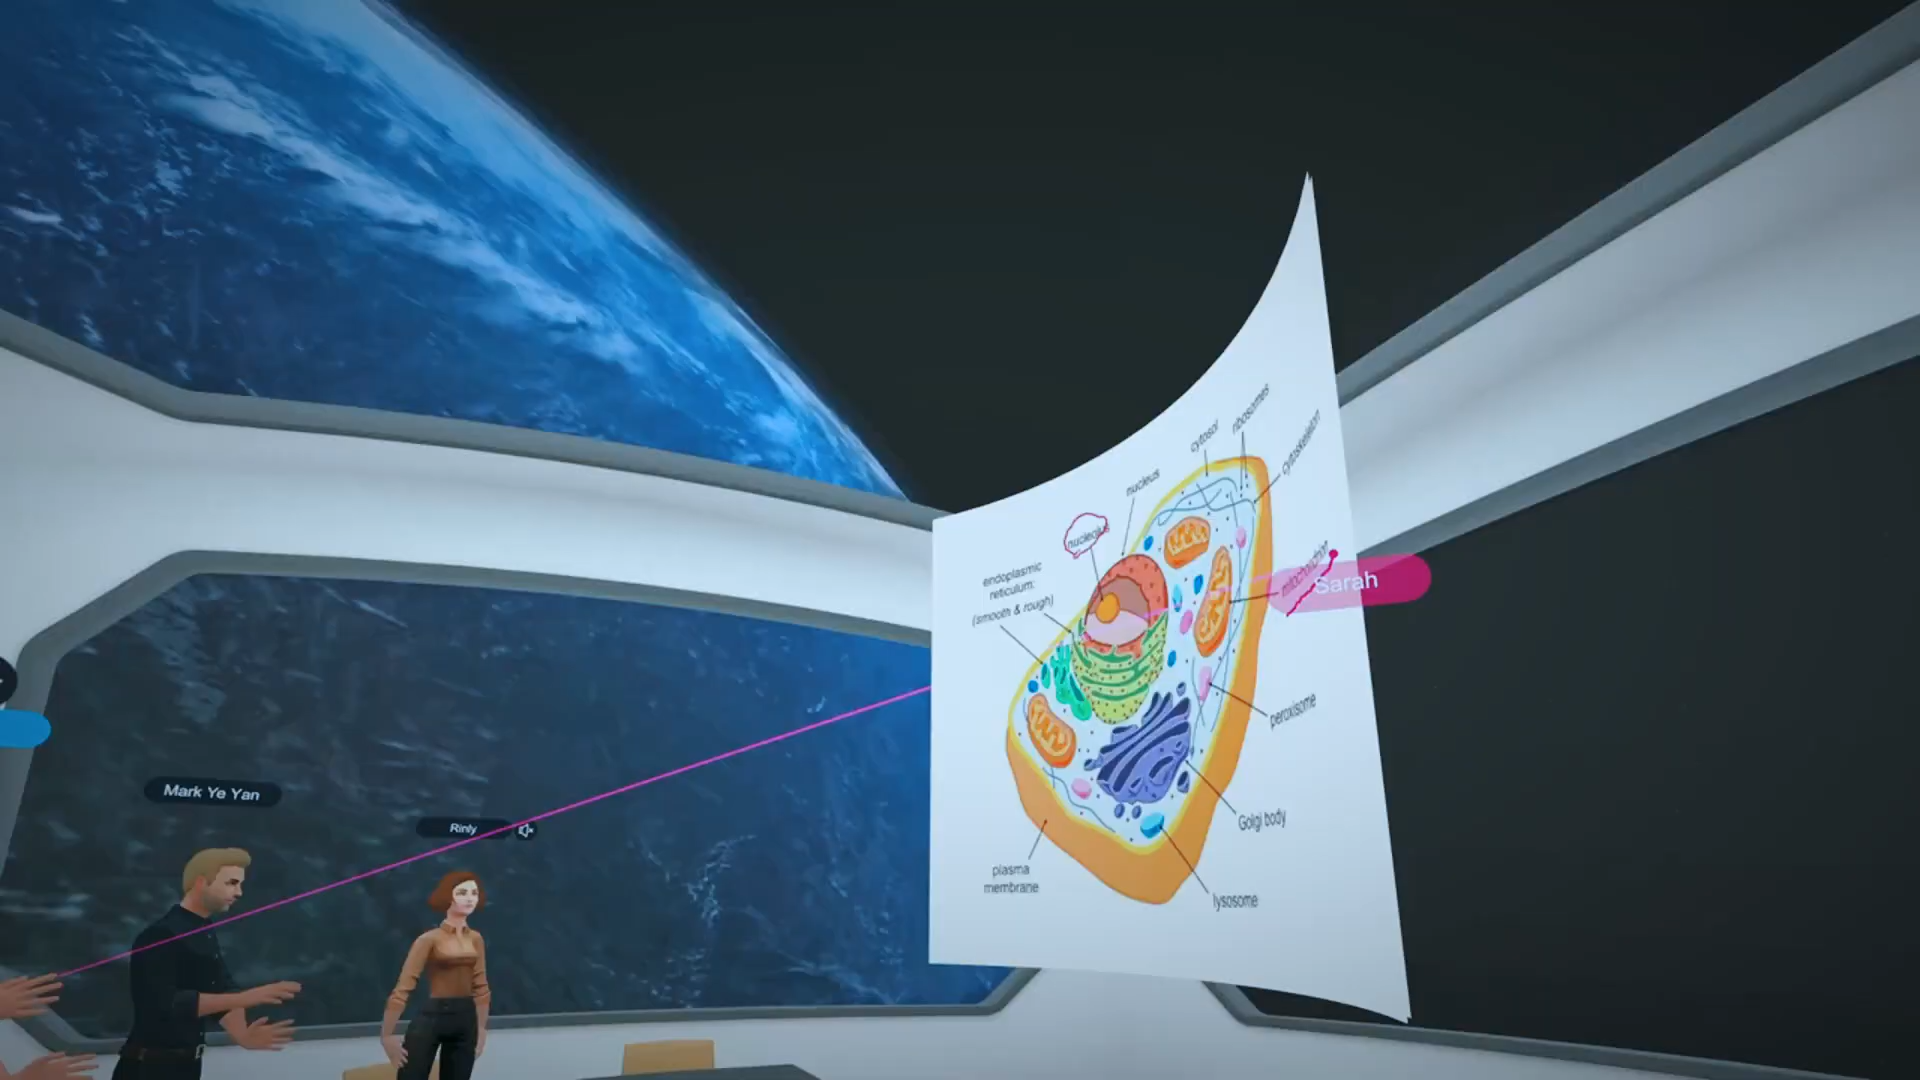 ribosomes
cytosol
cytoskeleton
nucleus
nucleolus
endoplasmic
reticulum:
(smooth & rough)
mitochondrion
Sarah
peroxisome
Golgi body
plasma
membrane
lysosome
Mark Ye Yan
Rinly